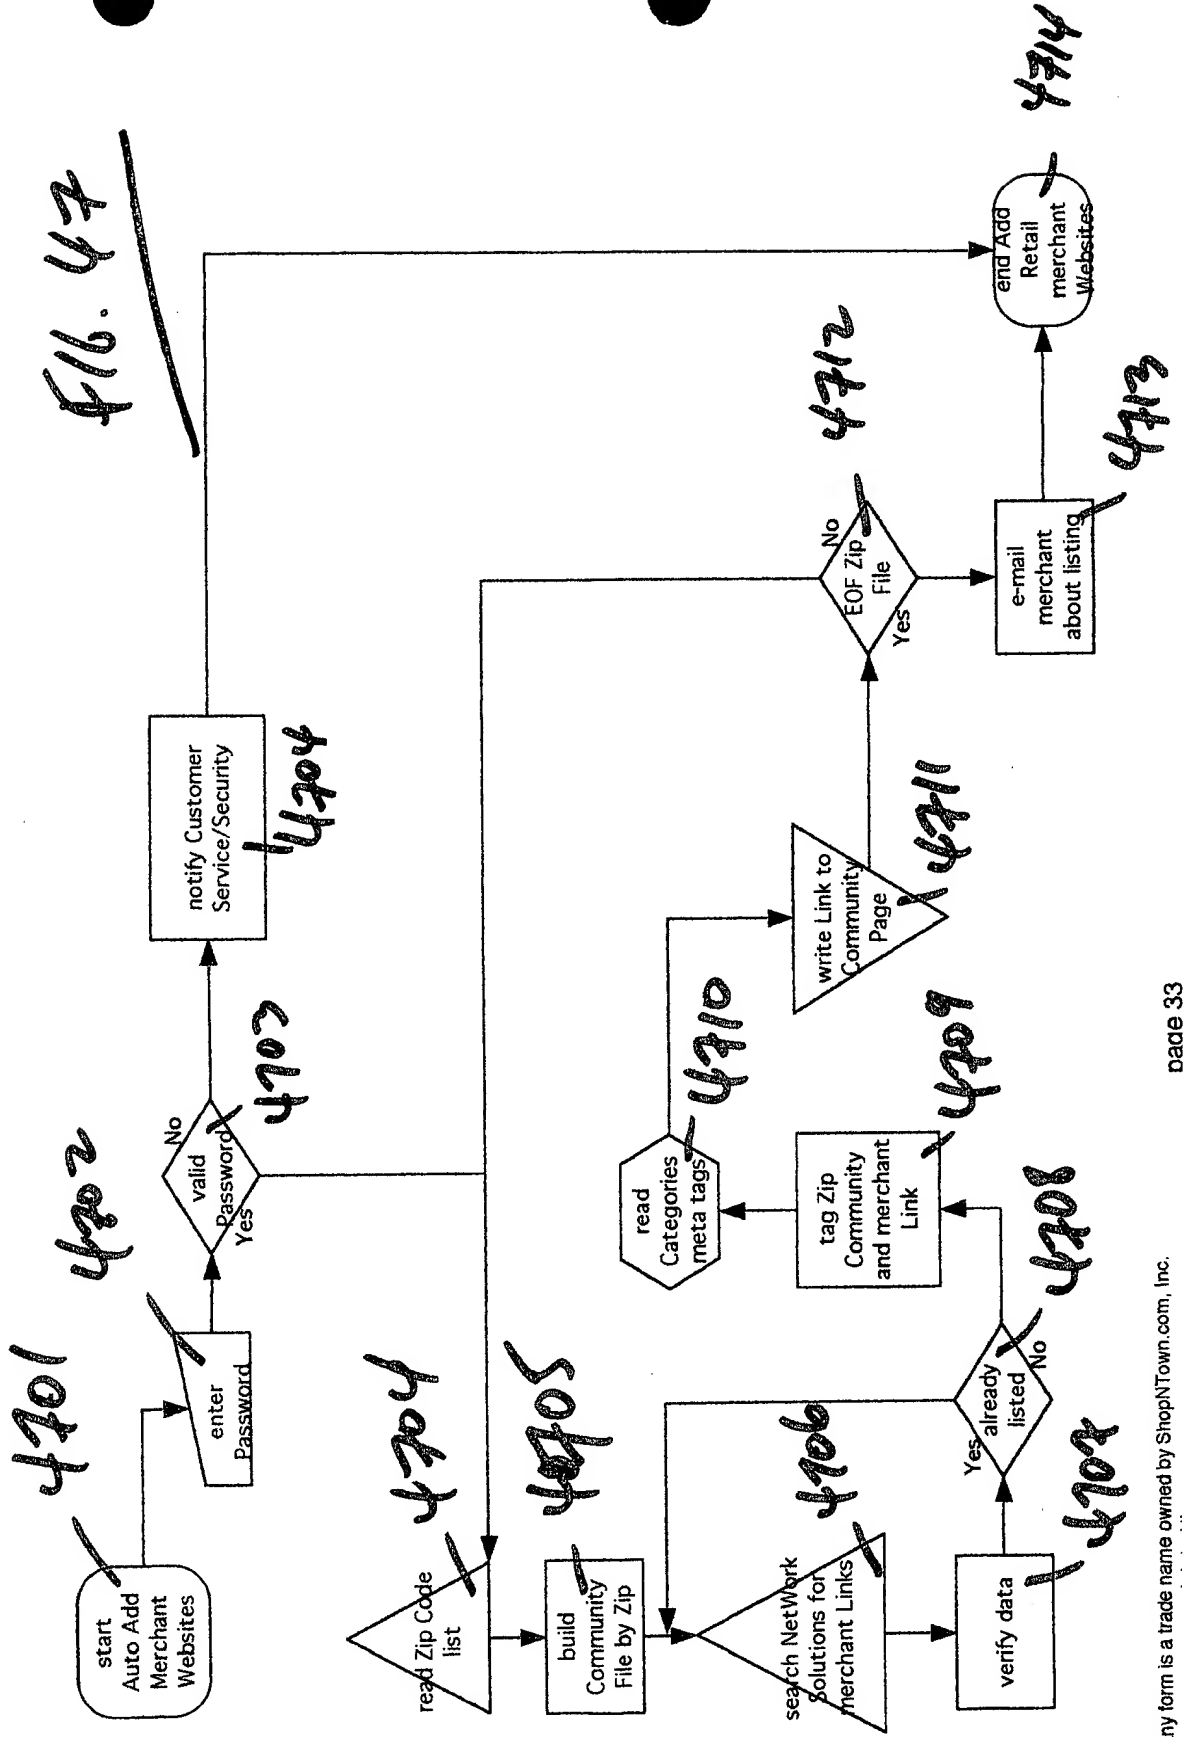 FIG. 47
4701
start
Auto Add
Merchant
Websites
4702
enter
Password
4703
valid
Password
No
Yes
4704
notify Customer
Service/Security
4704
read Zip Code
list
4705
build
Community
File by Zip
4706
search NetWork
Solutions for
merchant Links
4707
verify data
4708
already
listed
Yes
No
4709
tag Zip
Community
and merchant
Link
4710
read
Categories
meta tags
4711
write Link to
Community
Page
4712
EOF Zip
File
No
Yes
4713
e-mail
merchant
about listing
4714
end Add
Retail
merchant
Websites
ny form is a trade name owned by ShopNTown.com, Inc.
page 33